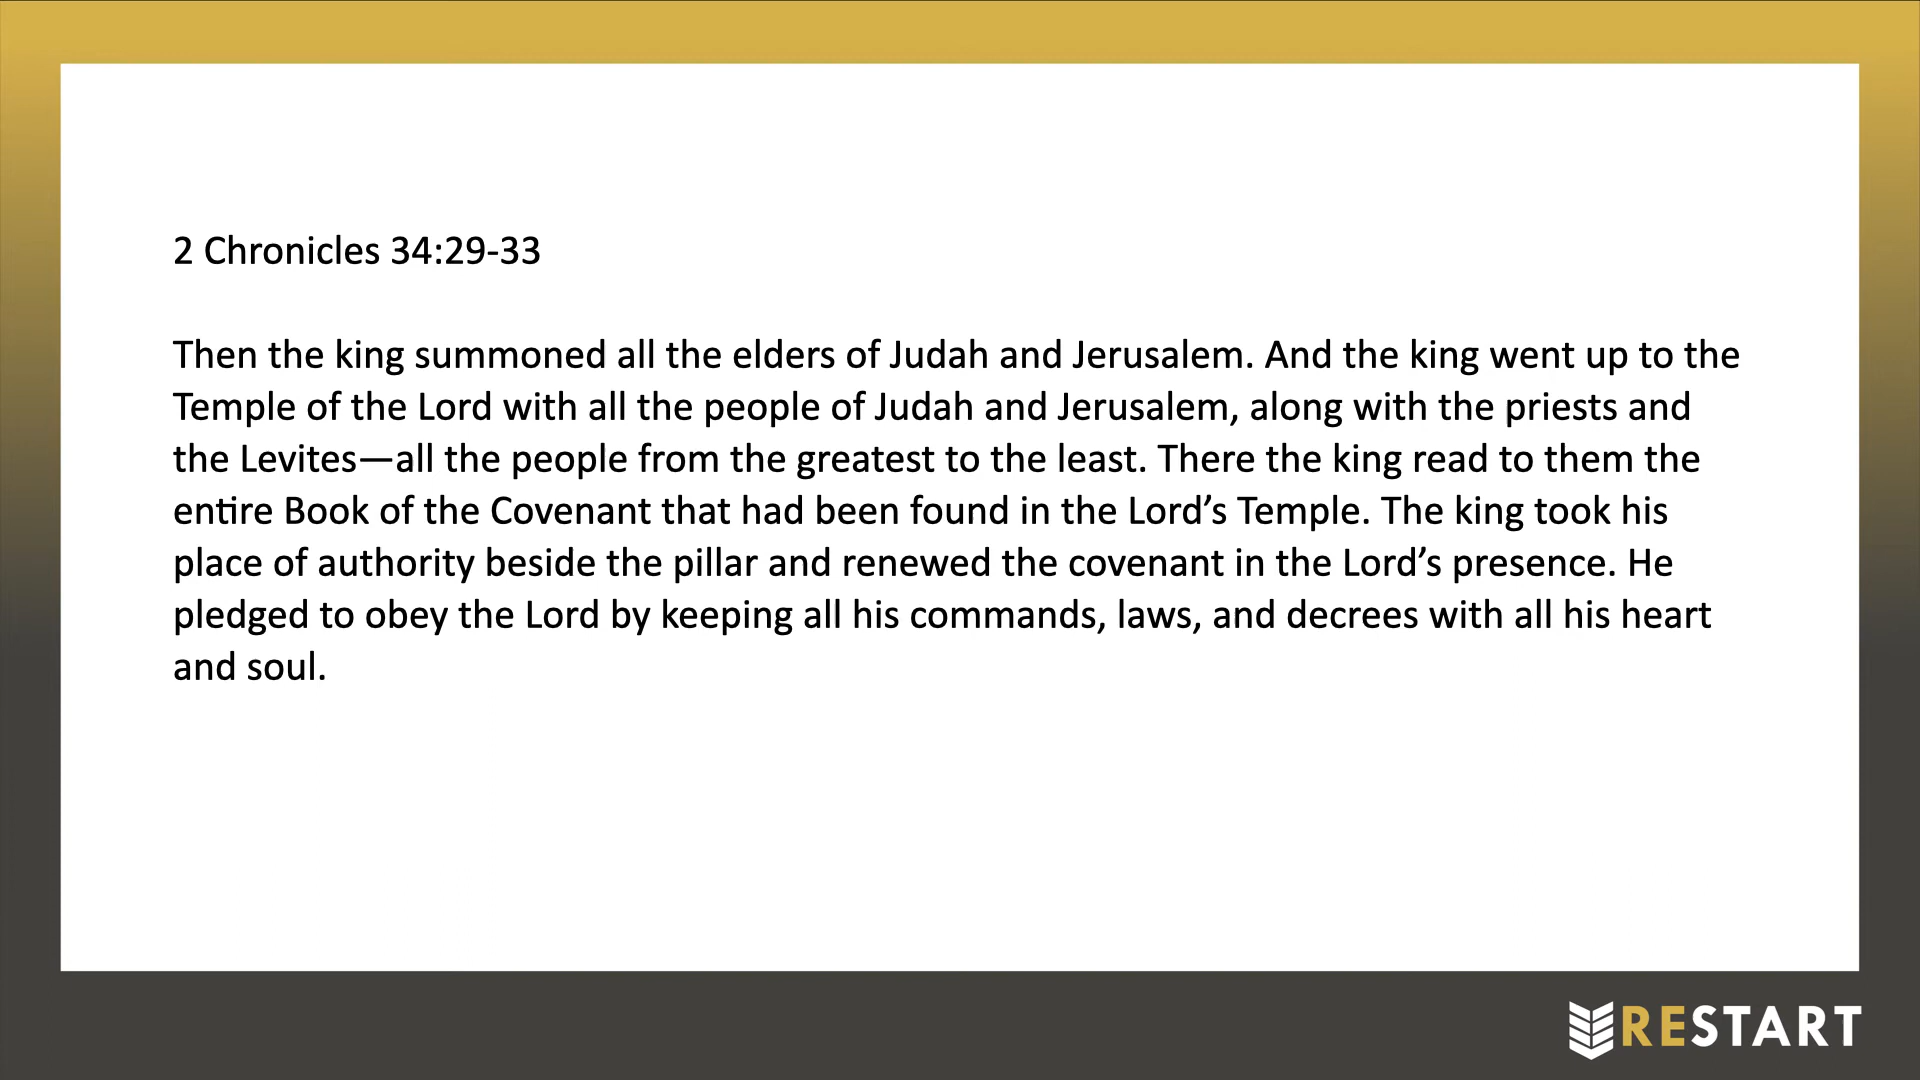 2 Chronicles 34:29-33
Then the king summoned all the elders of Judah and Jerusalem. And the king went up to the
Temple of the Lord with all the people of Judah and Jerusalem, along with the priests and
the Levites—all the people from the greatest to the least. There the king read to them the
entire Book of the Covenant that had been found in the Lord’s Temple. The king took his
place of authority beside the pillar and renewed the covenant in the Lord’s presence. He
pledged to obey the Lord by keeping all his commands, laws, and decrees with all his heart
and soul.
RESTART